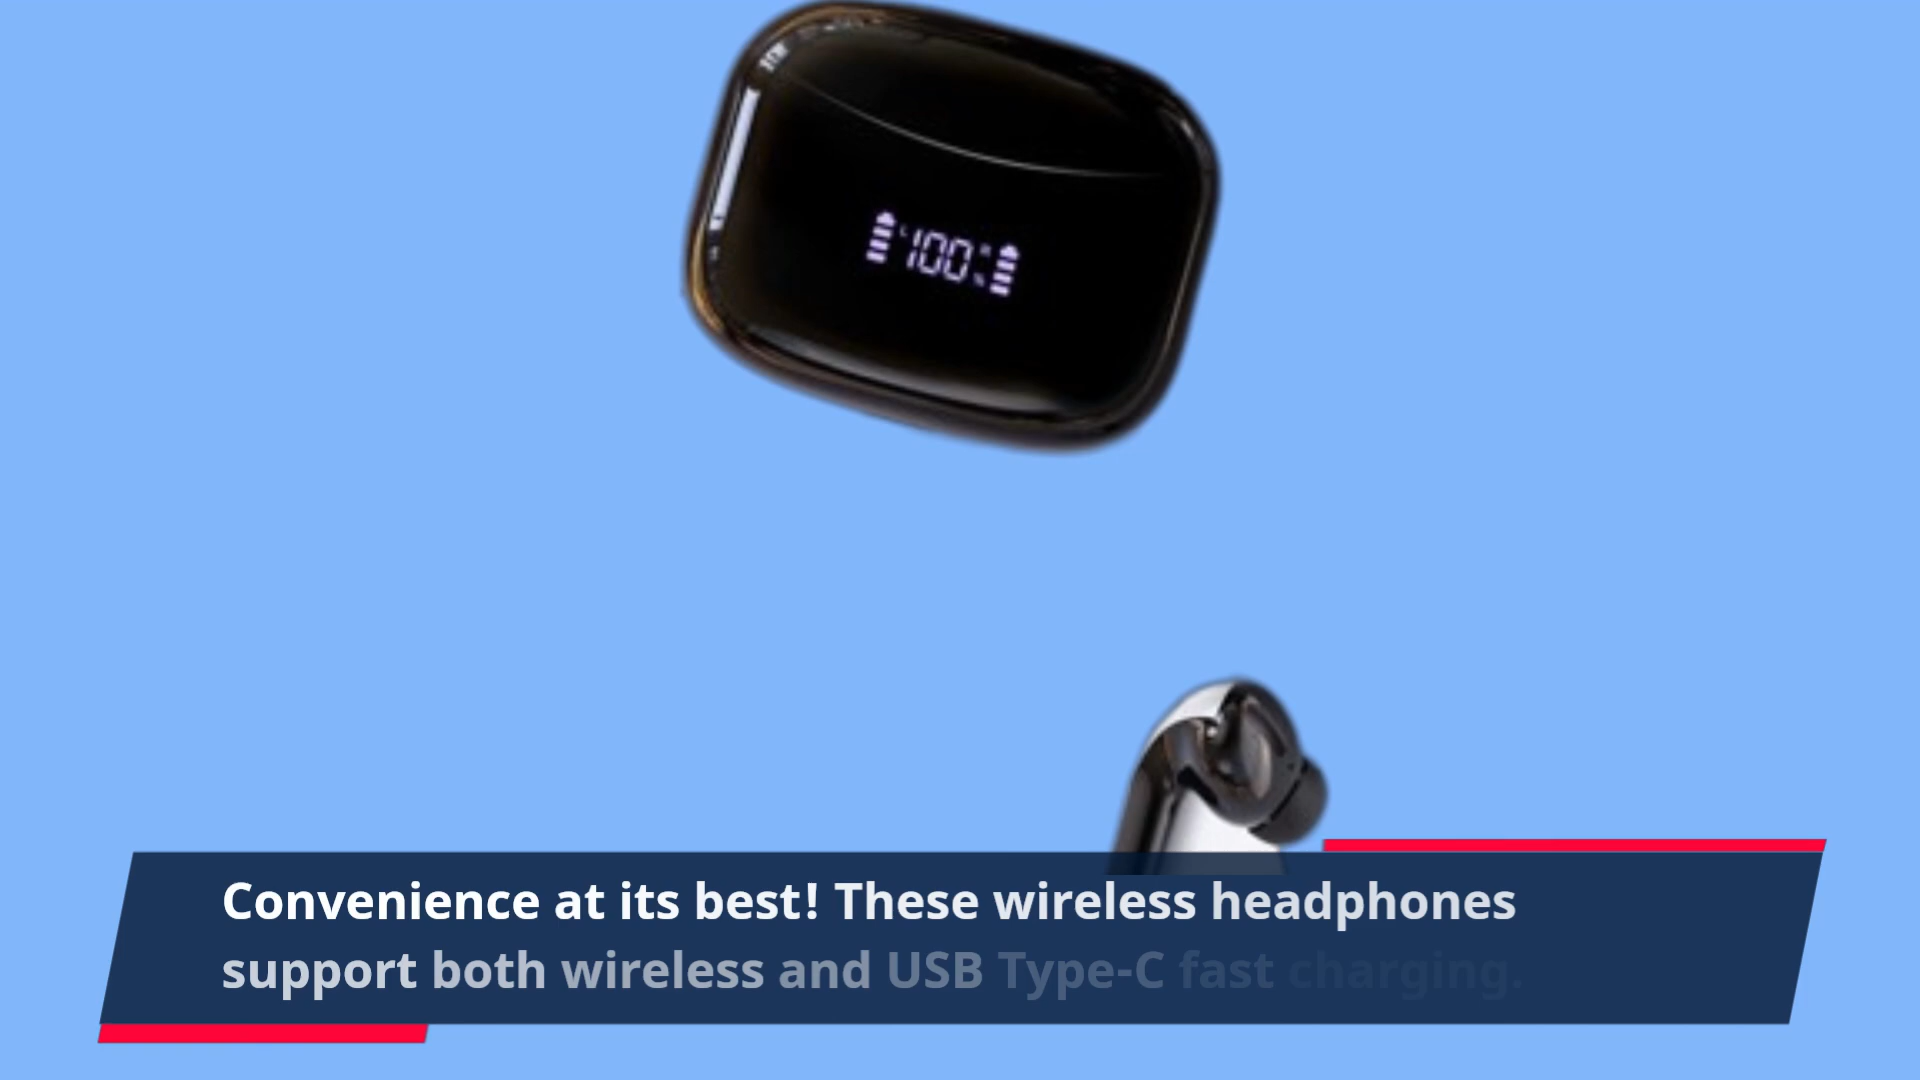 100
Convenience at its best! These wireless headphones
support both wireless and USB Type-C fast charging.